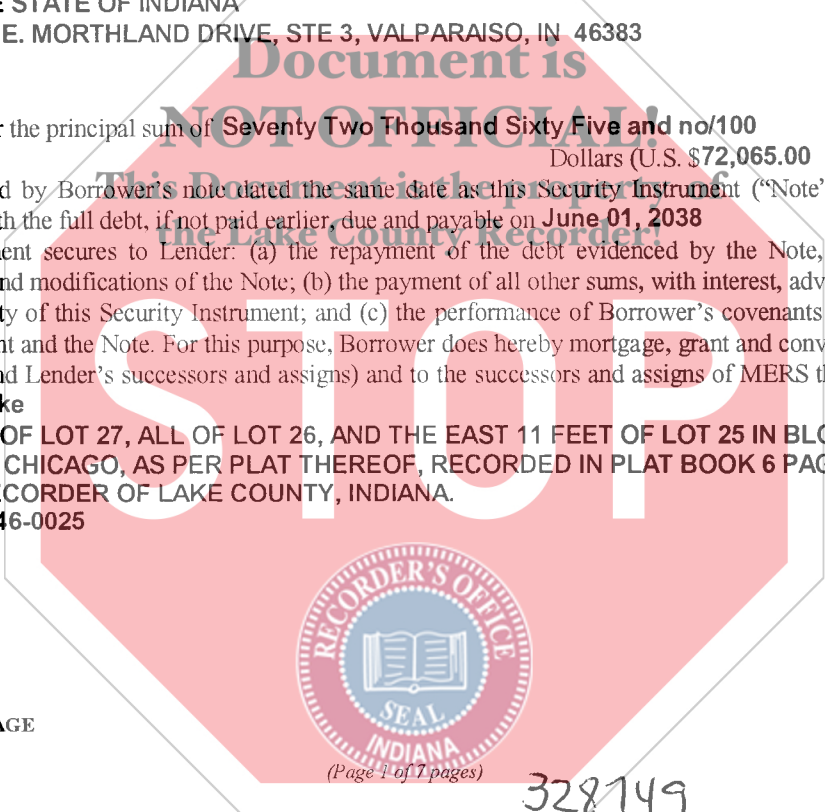 STATE OF INDIANA
E. MORTHLAND DRIVE, STE 3, VALPARAISO, IN 46383
Document is
NOT OFFICIAL!
the principal sum of Seventy Two Thousand Sixty Five and no/100
Dollars (U.S. $72,065.00
This Document is the property of
d by Borrower's note dated the same date as this Security Instrument ("Note"
th the full debt, if not paid earlier, due and payable on June 01, 2038
the Lake County Recorder!
ent secures to Lender: (a) the repayment of the debt evidenced by the Note,
nd modifications of the Note; (b) the payment of all other sums, with interest, adv
ty of this Security Instrument; and (c) the performance of Borrower's covenants
nt and the Note. For this purpose, Borrower does hereby mortgage, grant and conv
nd Lender's successors and assigns) and to the successors and assigns of MERS t
ke
OF LOT 27, ALL OF LOT 26, AND THE EAST 11 FEET OF LOT 25 IN BLO
CHICAGO, AS PER PLAT THEREOF, RECORDED IN PLAT BOOK 6 PAG
ECORDER OF LAKE COUNTY, INDIANA.
46-0025
STOP
RECORDER'S OFFICE
SEAL
INDIANA
AGE
(Page 1 of 7 pages)
328749